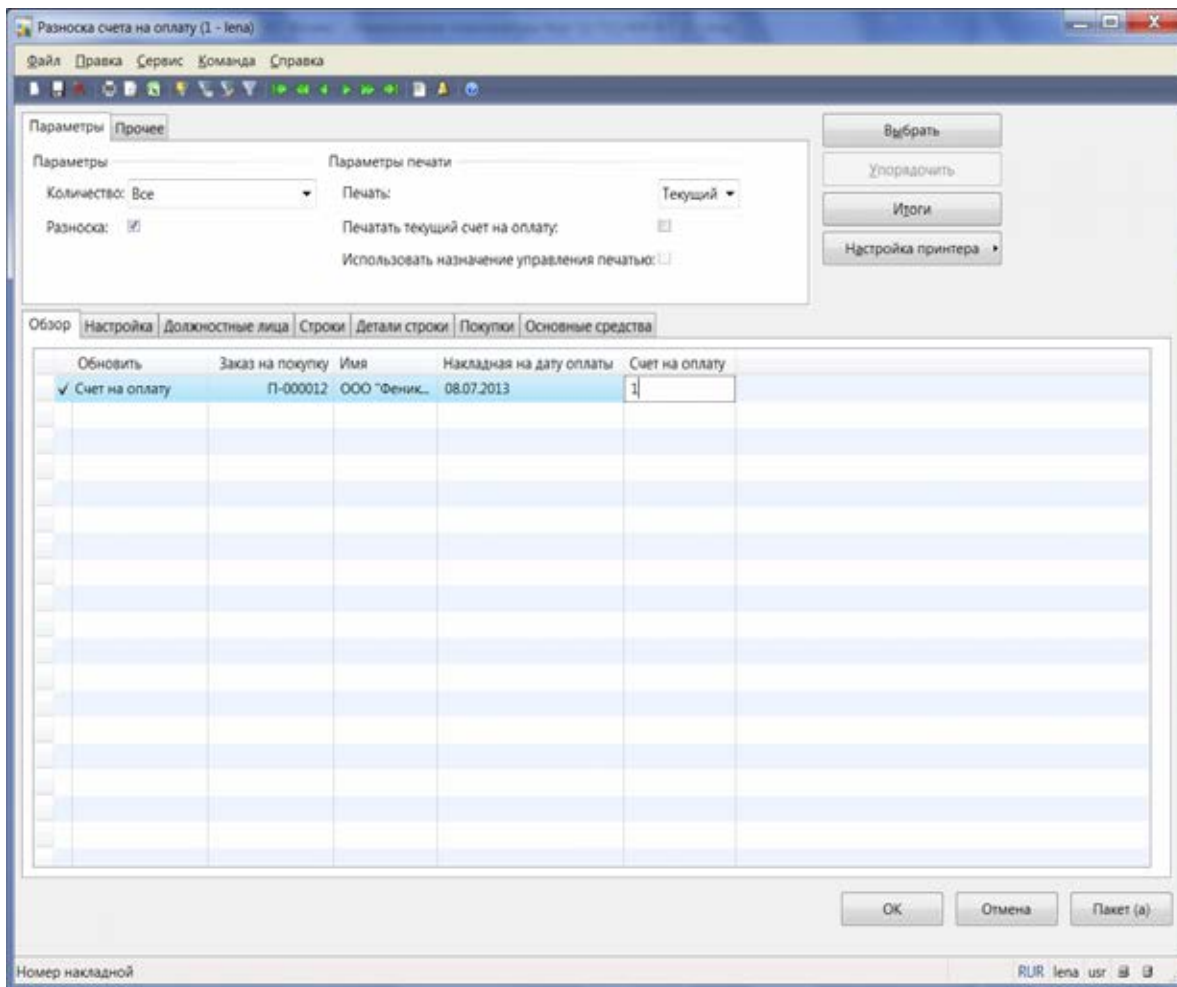 Разноска счета на оплату (1 - lena)
Файл Правка Сервис Команда Справка
Параметры Прочее
Выбрать
Параметры Параметры печати
Упорядочить
Количество: Все Печать: Текущий
Итоги
Разноска: Печатать текущий счет на оплату:
Настройка принтера
Использовать назначение управления печатью:
Обзор Настройка Должностные лица Строки Детали строки Покупки Основные средства
Обновить Заказ на покупку Имя Накладная на дату оплаты Счет на оплату
Счет на оплату П-000012 ООО "Феник... 08.07.2013 1
OK Отмена Пакет (а)
Номер накладной RUR lena usr